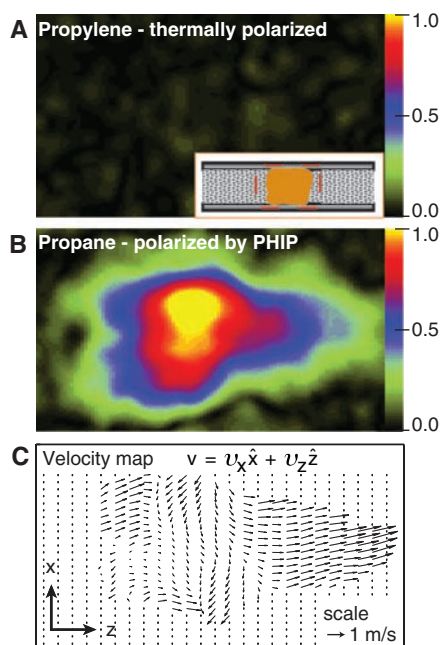 A
Propylene - thermally polarized
1.0
0.5
0.0
B
Propane - polarized by PHIP
1.0
0.5
0.0
C
Velocity map v = υxx̂ + υzẑ
x
z
scale
→ 1 m/s